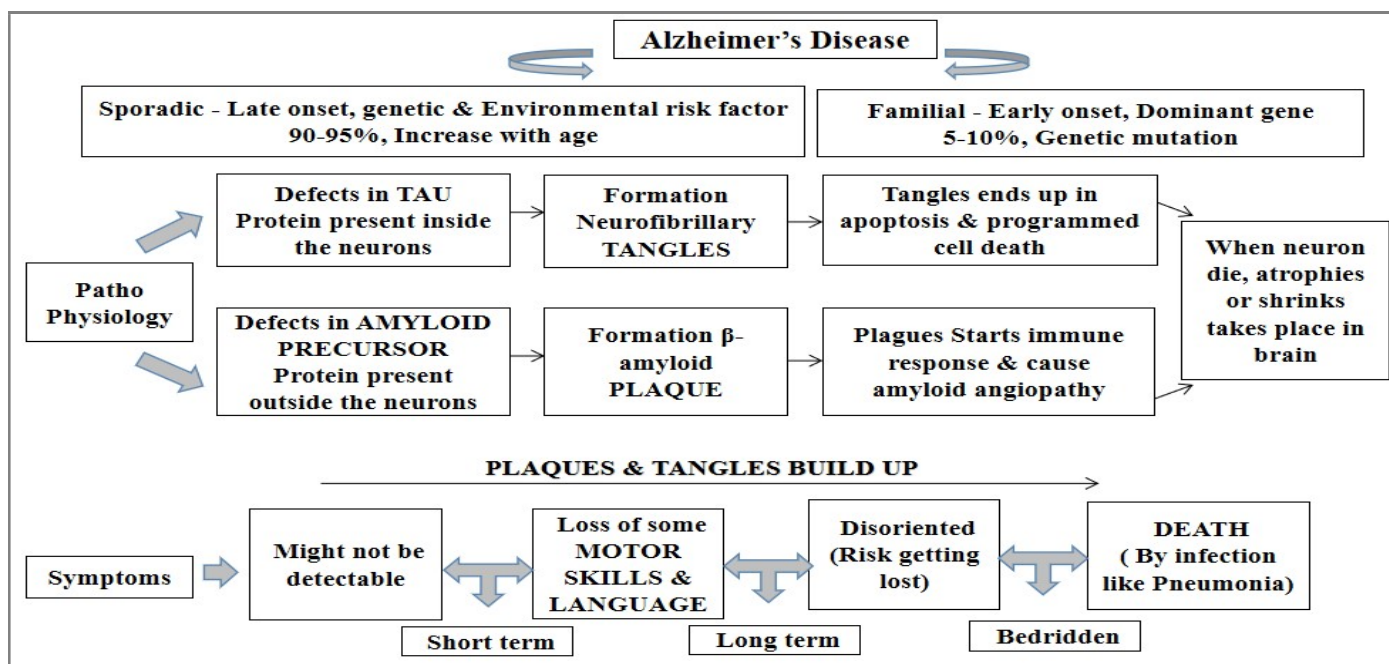 Alzheimer's Disease
Sporadic - Late onset, genetic & Environmental risk factor
90-95%, Increase with age
Familial - Early onset, Dominant gene
5-10%, Genetic mutation
Patho
Physiology
Defects in TAU
Protein present inside
the neurons
Formation
Neurofibrillary
TANGLES
Tangles ends up in
apoptosis & programmed
cell death
Defects in AMYLOID
PRECURSOR
Protein present
outside the neurons
Formation β-
amyloid
PLAQUE
Plagues Starts immune
response & cause
amyloid angiopathy
When neuron
die, atrophies
or shrinks
takes place in
brain
PLAQUES & TANGLES BUILD UP
Symptoms
Might not be
detectable
Short term
Loss of some
MOTOR
SKILLS &
LANGUAGE
Long term
Disoriented
(Risk getting
lost)
Bedridden
DEATH
( By infection
like Pneumonia)